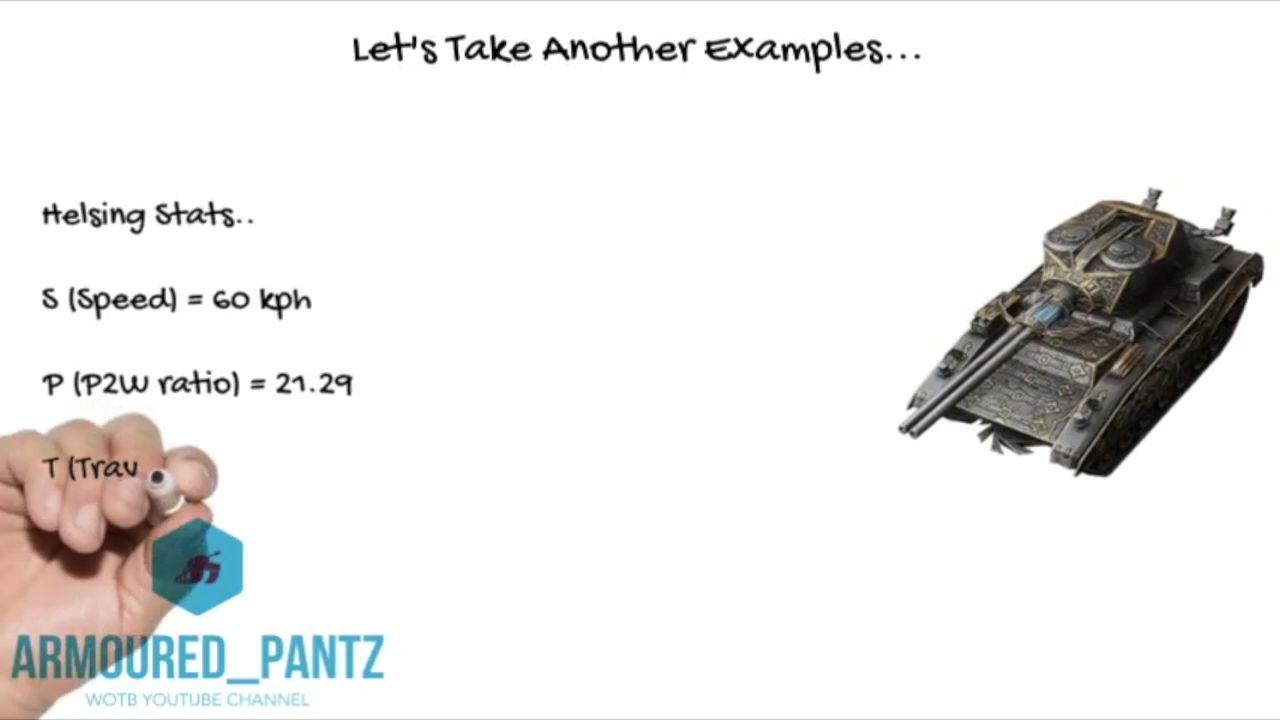 Let's Take Another Examples...
Helsing Stats..
S (Speed) = 60 kph
P (P2W ratio) = 21.29
T (Trav
ARMOURED_PANTZ
WOTB YOUTUBE CHANNEL